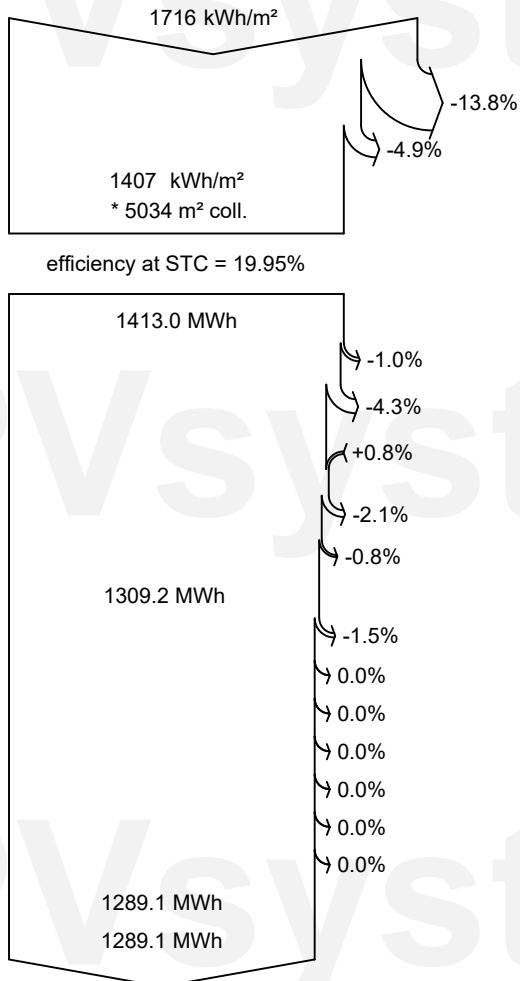 1716 kWh/m²
-13.8%
-4.9%
1407 kWh/m²
* 5034 m² coll.
efficiency at STC = 19.95%
1413.0 MWh
-1.0%
-4.3%
+0.8%
-2.1%
-0.8%
1309.2 MWh
-1.5%
0.0%
0.0%
0.0%
0.0%
0.0%
0.0%
1289.1 MWh
1289.1 MWh